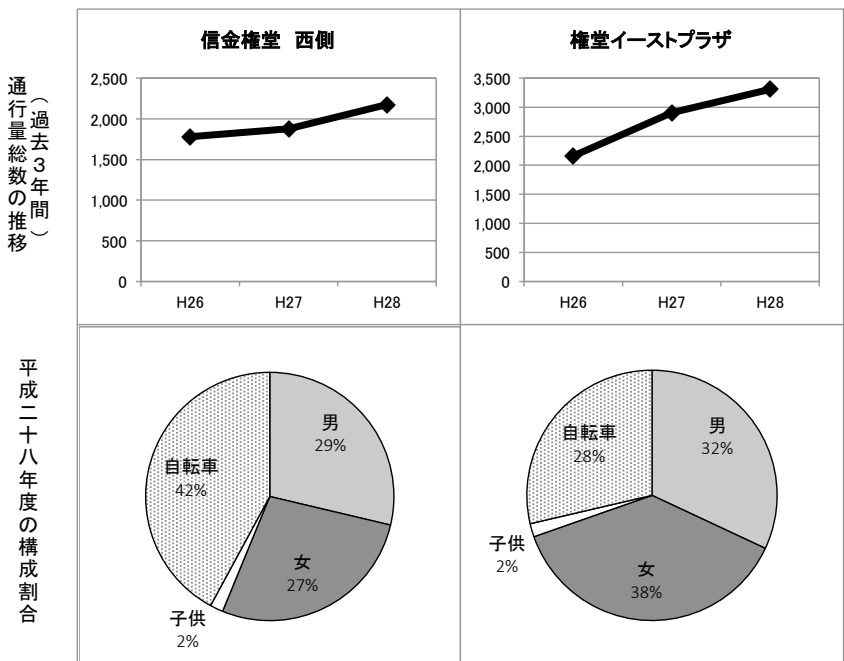 信金権堂 西側
権堂イーストプラザ
通行量総数の推移
（過去３年間）
2,500
2,000
1,500
1,000
500
0
H26
H27
H28
3,500
3,000
2,500
2,000
1,500
1,000
500
0
H26
H27
H28
平成二十八年度の構成割合
男
29%
女
27%
子供
2%
自転車
42%
男
32%
女
38%
子供
2%
自転車
28%